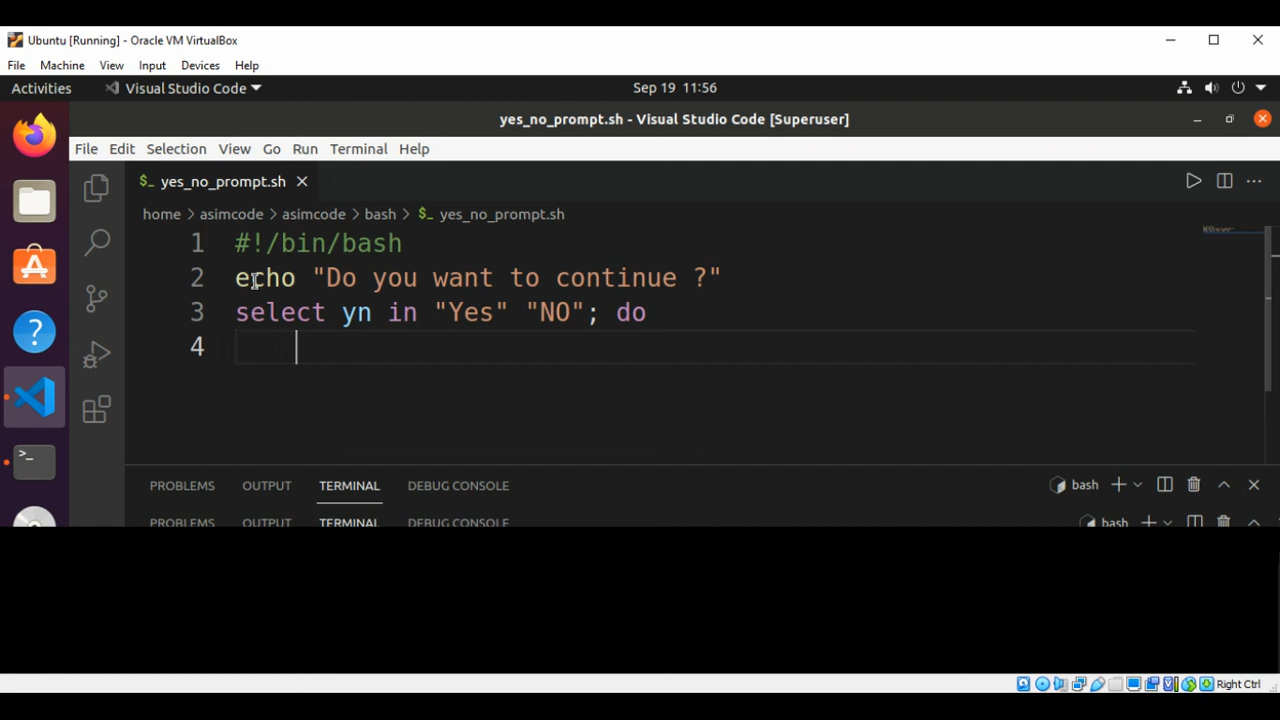 Ubuntu [Running] - Oracle VM VirtualBox
File Machine View Input Devices Help
Activities Visual Studio Code Sep 19 11:56
yes_no_prompt.sh - Visual Studio Code [Superuser]
File Edit Selection View Go Run Terminal Help
$_ yes_no_prompt.sh
home > asimcode > asimcode > bash > $_ yes_no_prompt.sh
1 #!/bin/bash
2 echo "Do you want to continue ?"
3 select yn in "Yes" "NO"; do
4
PROBLEMS OUTPUT TERMINAL DEBUG CONSOLE bash
PROBLEMS OUTPUT TERMINAL DEBUG CONSOLE bash
Right Ctrl